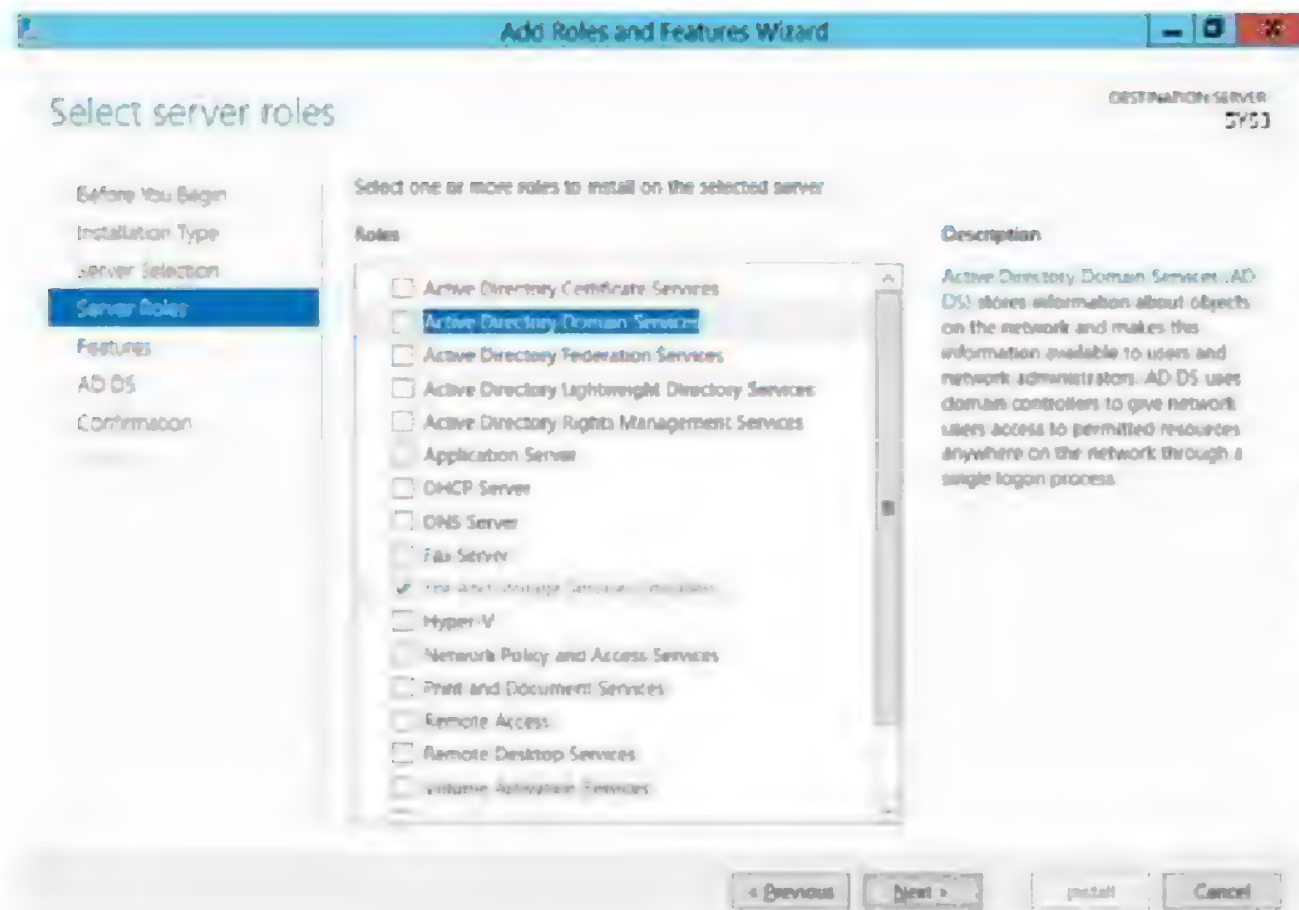 Add Roles and Features Wizard
Select server roles
DESTINATION SERVER
SYS3
Before You Begin
Installation Type
Server Selection
Server Roles
Features
AD DS
Confirmation
Select one or more roles to install on the selected server
Roles
Active Directory Certificate Services
Active Directory Domain Services
Active Directory Federation Services
Active Directory Lightweight Directory Services
Active Directory Rights Management Services
Application Server
DHCP Server
DNS Server
Fax Server
File And Storage Services
Hyper-V
Network Policy and Access Services
Print and Document Services
Remote Access
Remote Desktop Services
Volume Activation Services
Description
Active Directory Domain Services (AD
DS) stores information about objects
on the network and makes this
information available to users and
network administrators. AD DS uses
domain controllers to give network
users access to permitted resources
anywhere on the network through a
single logon process
< Previous
Next >
Install
Cancel